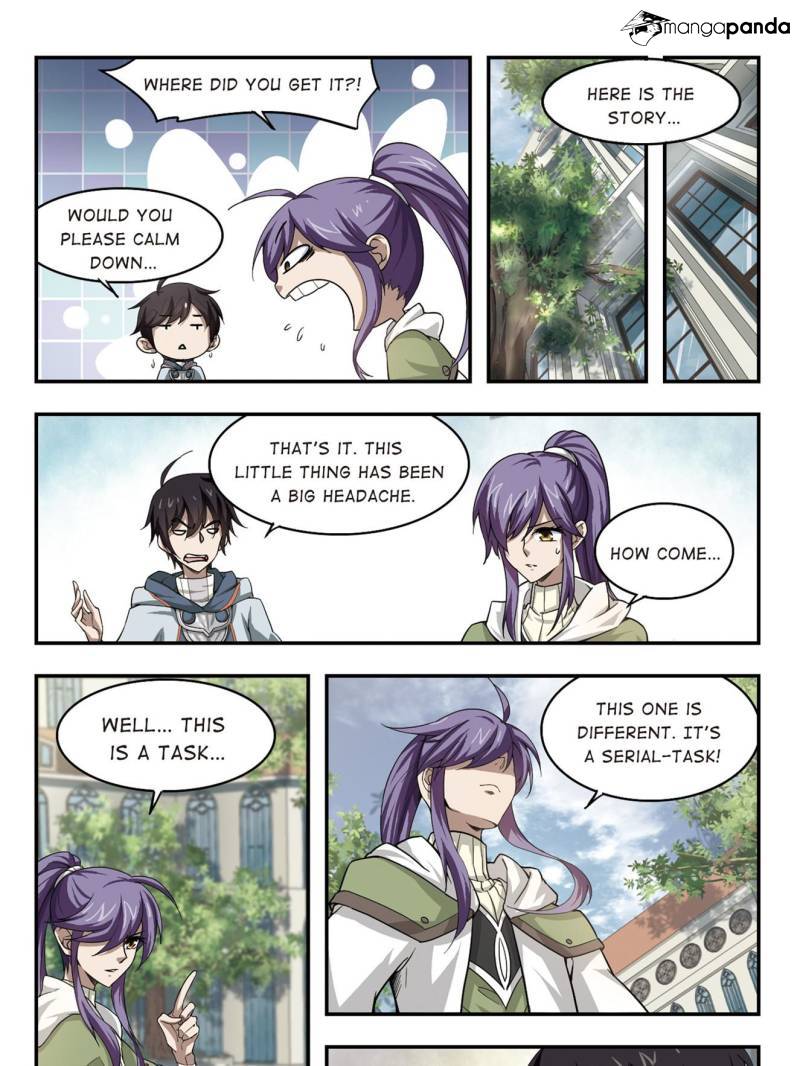 mangapanda
WHERE DID YOU GET IT?!
WOULD YOU
PLEASE CALM
DOWN...
HERE IS THE
STORY...
THAT'S IT. THIS
LITTLE THING HAS BEEN
A BIG HEADACHE.
HOW COME...
WELL... THIS
IS A TASK...
THIS ONE IS
DIFFERENT. IT'S
A SERIAL-TASK!